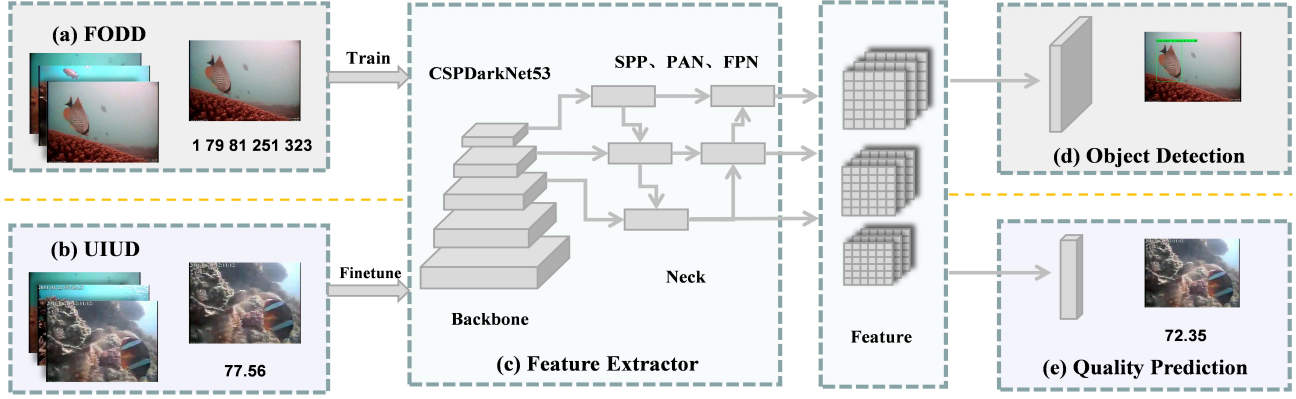 (a) FODD
1 79 81 251 323
Train
(b) UIUD
77.56
Finetune
CSPDarkNet53
SPP、PAN、FPN
Backbone
Neck
(c) Feature Extractor
Feature
(d) Object Detection
72.35
(e) Quality Prediction